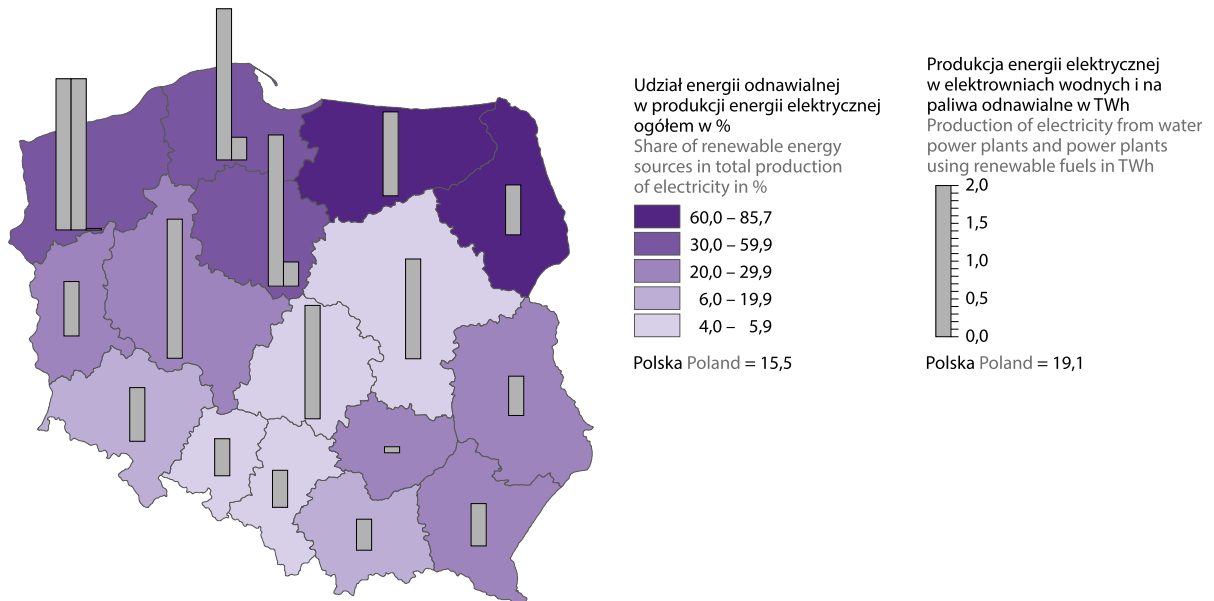 Udział energii odnawialnej
w produkcji energii elektrycznej
ogółem w %
Share of renewable energy
sources in total production
of electricity in %
60,0 – 85,7
30,0 – 59,9
20,0 – 29,9
6,0 – 19,9
4,0 – 5,9
Polska Poland = 15,5
Produkcja energii elektrycznej
w elektrowniach wodnych i na
paliwa odnawialne w TWh
Production of electricity from water
power plants and power plants
using renewable fuels in TWh
2,0
1,5
1,0
0,5
0,0
Polska Poland = 19,1